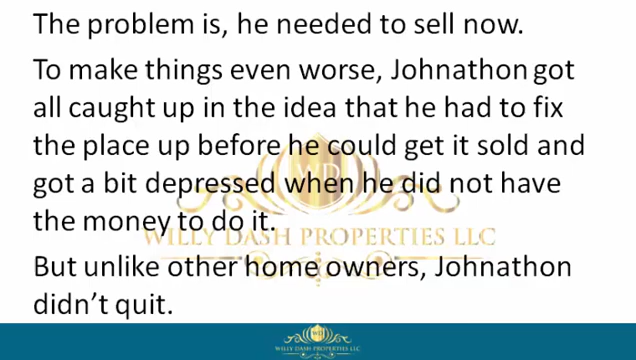 The problem is, he needed to sell now.
To make things even worse, Johnathon got
all caught up in the idea that he had to fix
the place up before he could get it sold and
got a bit depressed when he did not have
the money to do it.
But unlike other home owners, Johnathon
didn't quit.
WD
WILLY DASH PROPERTIES LLC
WILLY DASH PROPERTIES LLC